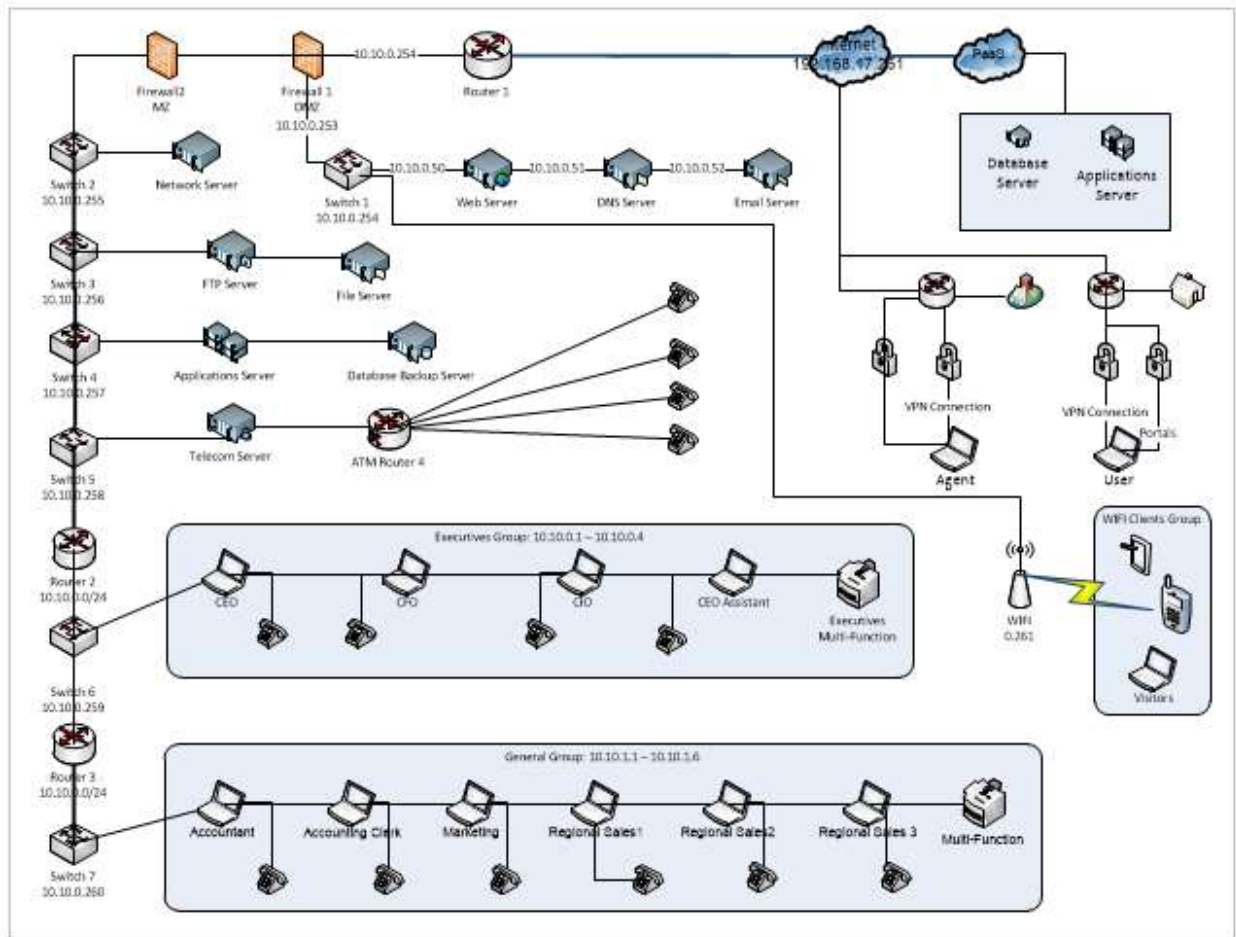 10.10.0.254
192.168.47.251
PaaS
Firewall2
MZ
Firewall 1
DMZ
10.10.0.253
Router 1
Database
Server
Applications
Server
Switch 2
10.10.0.255
Network Server
10.10.0.50
10.10.0.51
10.10.0.52
Switch 1
10.10.0.254
Web Server
DNS Server
Email Server
Switch 3
10.10.0.256
FTP Server
File Server
Switch 4
10.10.0.257
Applications Server
Database Backup Server
VPN Connection
VPN Connection
Portals
Switch 5
10.10.0.258
Telecom Server
ATM Router 4
Agent
User
Executives Group: 10.10.0.1 – 10.10.0.4
WIFI Clients Group
Router 2
10.10.0.0/24
CEO
CFO
CIO
CEO Assistant
Executives
Multi-Function
WIFI
0.261
Visitors
Switch 6
10.10.0.259
General Group: 10.10.1.1 – 10.10.1.6
Router 3
10.10.0.0/24
Accountant
Accounting Clerk
Marketing
Regional Sales1
Regional Sales2
Regional Sales 3
Multi-Function
Switch 7
10.10.0.260